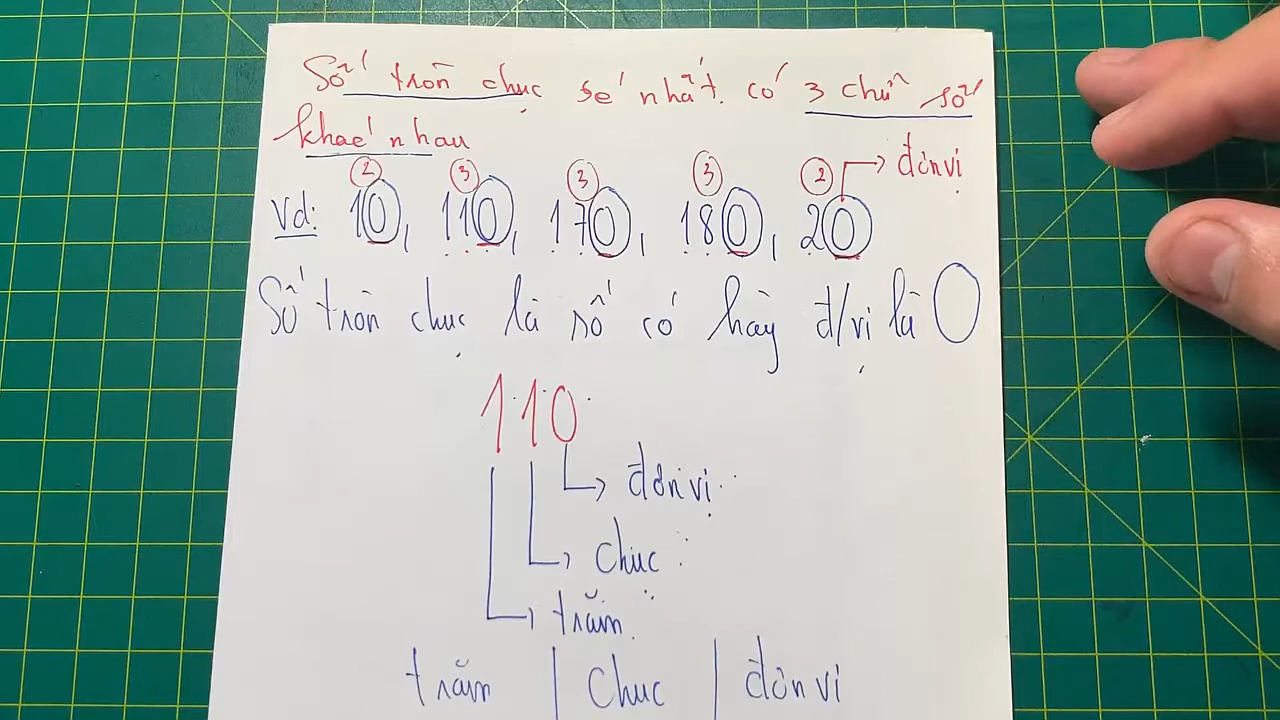 Số tròn chục bé nhất có 3 chữ số
khác nhau
② ③ ③ ③ ② → đơn vị
Vd: 10, 110, 170, 180, 20
Số tròn chục là số có hàng đ/vị là 0
110
→ đơn vị
→ chục
→ trăm
trăm | chục | đơn vị